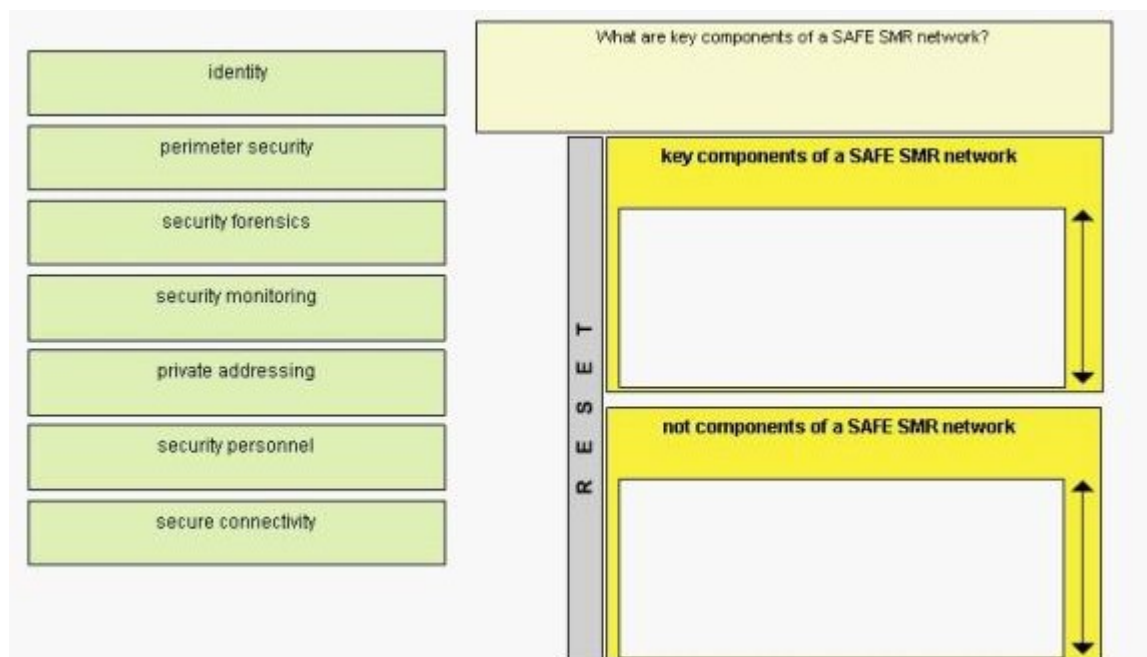 identity
perimeter security
security forensics
security monitoring
private addressing
security personnel
secure connectivity
What are key components of a SAFE SMR network?
RESET
key components of a SAFE SMR network
not components of a SAFE SMR network